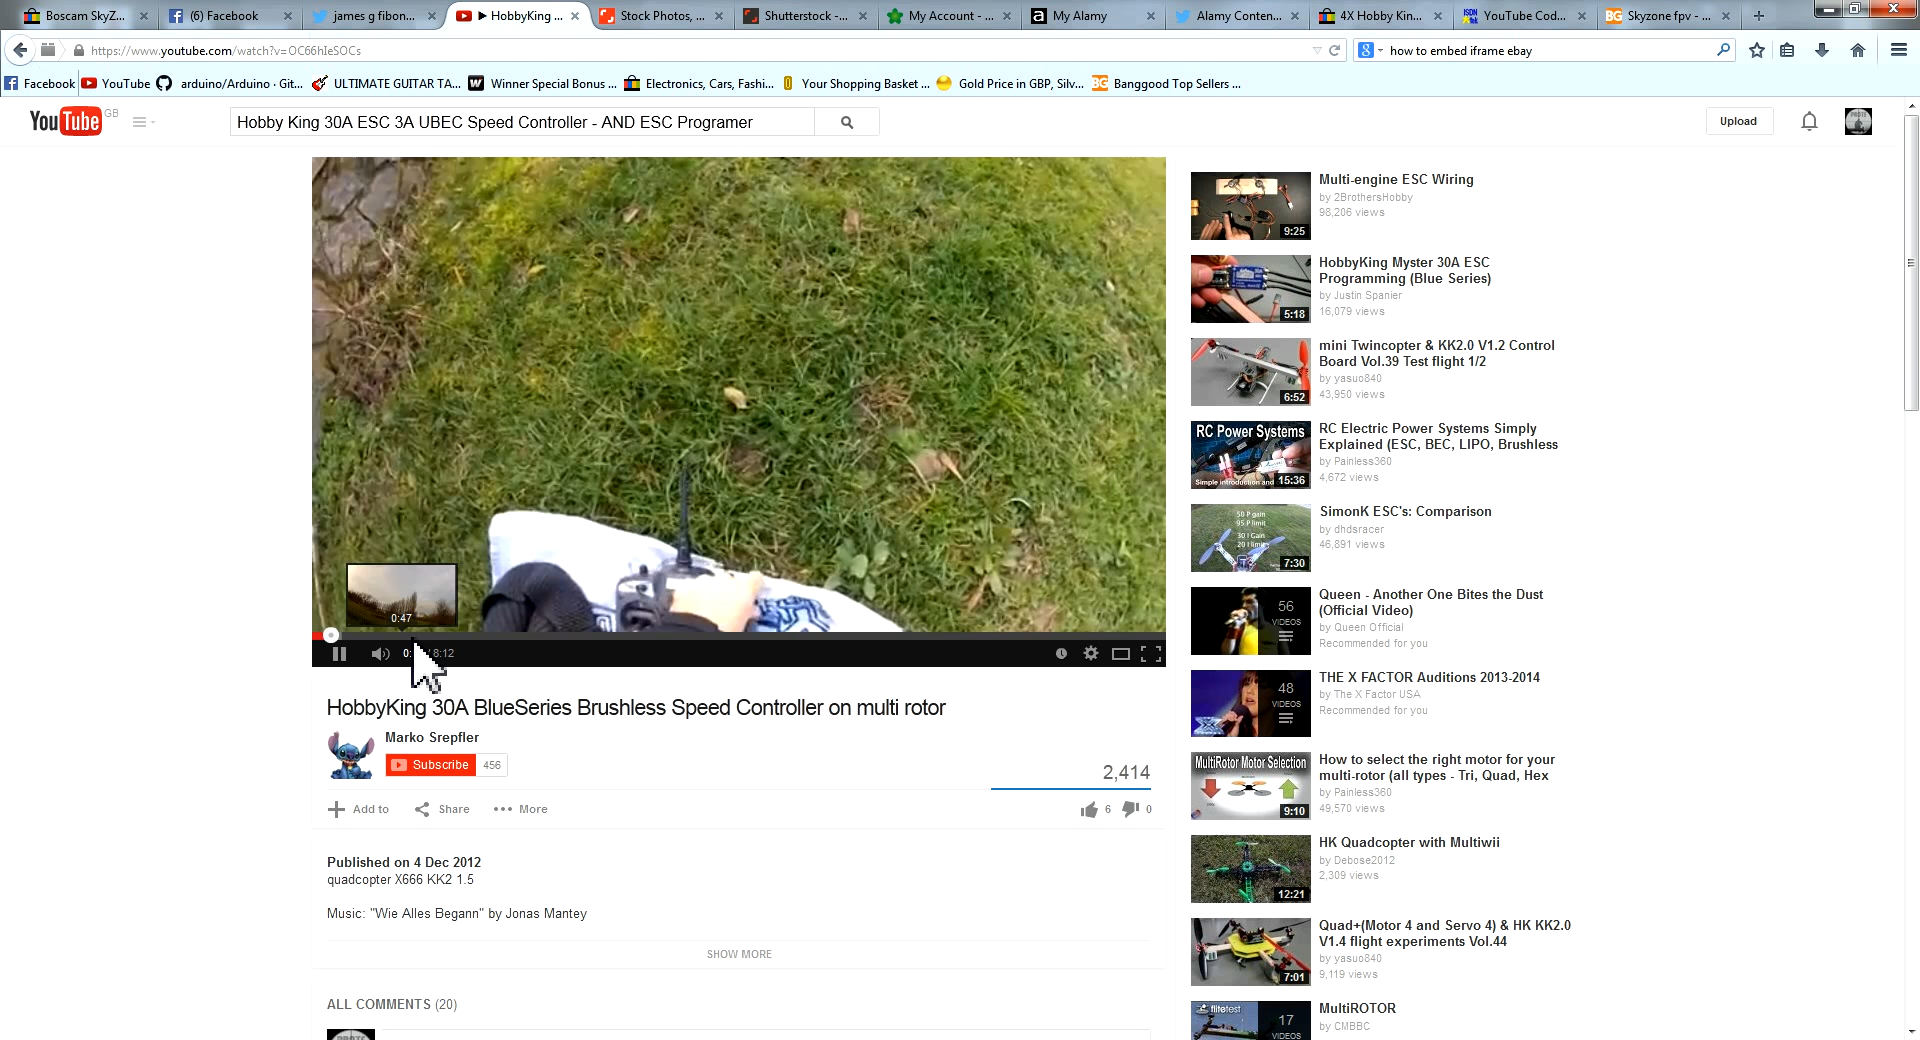 Boscam SkyZ...
(6) Facebook
james g fibon...
HobbyKing ...
Stock Photos, ...
Shutterstock -...
My Account - ...
My Alamy
Alamy Conten...
4X Hobby Kin...
YouTube Cod...
Skyzone fpv - ...
https://www.youtube.com/watch?v=OC66hIeSOCs
how to embed iframe ebay
Facebook
YouTube
arduino/Arduino · Git...
ULTIMATE GUITAR TA...
Winner Special Bonus ...
Electronics, Cars, Fashi...
Your Shopping Basket ...
Gold Price in GBP, Silv...
Banggood Top Sellers ...
YouTube GB
Hobby King 30A ESC 3A UBEC Speed Controller - AND ESC Programer
Upload
0:47
8:12
HobbyKing 30A BlueSeries Brushless Speed Controller on multi rotor
Marko Srepfler
Subscribe 456
2,414
Add to
Share
More
6
0
Published on 4 Dec 2012
quadcopter X666 KK2 1.5
Music: "Wie Alles Begann" by Jonas Mantey
SHOW MORE
ALL COMMENTS (20)
9:25
Multi-engine ESC Wiring
by 2BrothersHobby
98,206 views
5:18
HobbyKing Myster 30A ESC
Programming (Blue Series)
by Justin Spanier
16,079 views
6:52
mini Twincopter & KK2.0 V1.2 Control
Board Vol.39 Test flight 1/2
by yasuo840
43,950 views
RC Power Systems
Simple introduction and
15:36
RC Electric Power Systems Simply
Explained (ESC, BEC, LIPO, Brushless
by Painless360
4,672 views
50 P gain
95 P limit
30 I Gain
20 I limit
7:30
SimonK ESC's: Comparison
by dhdsracer
46,891 views
56
VIDEOS
Queen - Another One Bites the Dust
(Official Video)
by Queen Official
Recommended for you
48
VIDEOS
THE X FACTOR Auditions 2013-2014
by The X Factor USA
Recommended for you
MultiRotor Motor Selection
9:10
How to select the right motor for your
multi-rotor (all types - Tri, Quad, Hex
by Painless360
49,570 views
12:21
HK Quadcopter with Multiwii
by Debose2012
2,309 views
7:01
Quad+(Motor 4 and Servo 4) & HK KK2.0
V1.4 flight experiments Vol.44
by yasuo840
9,119 views
flitetest
17
VIDEOS
MultiROTOR
by CMBBC